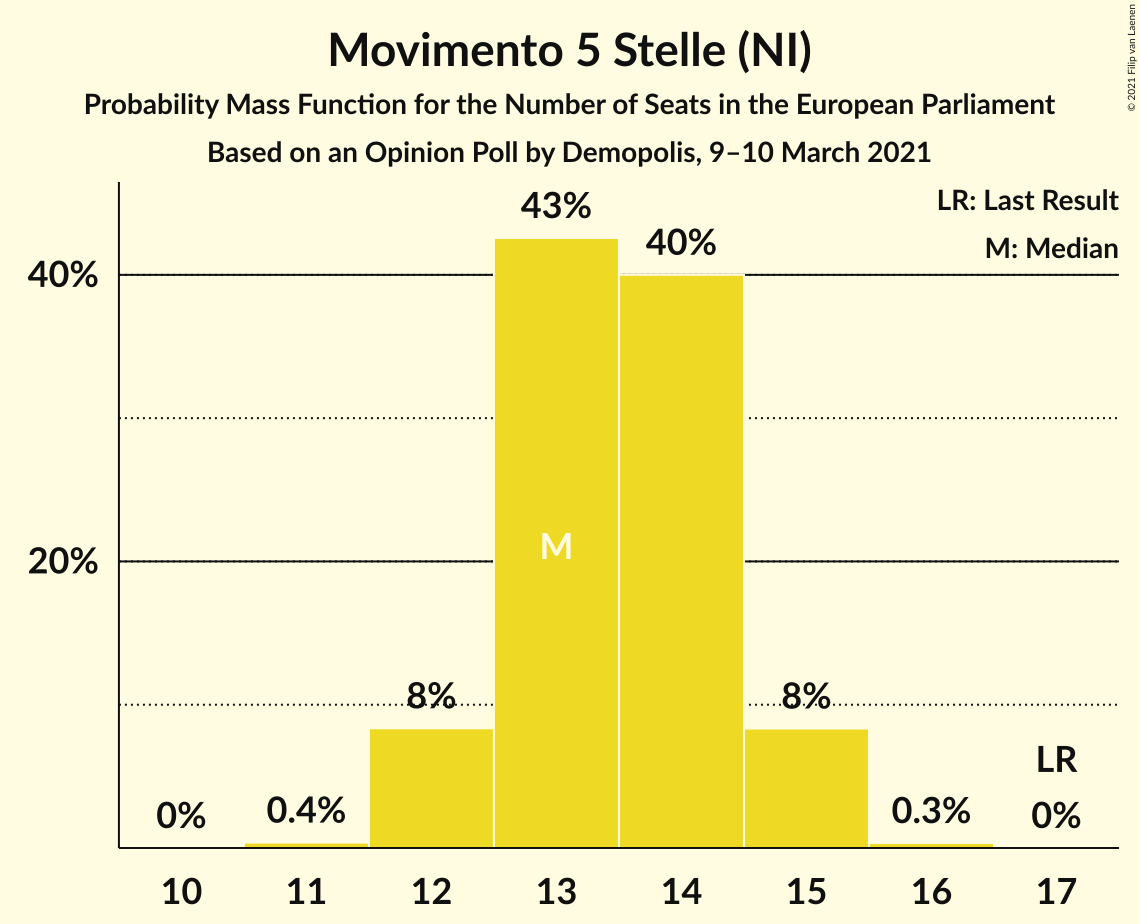 Movimento 5 Stelle (NI)
Probability Mass Function for the Number of Seats in the European Parliament
Based on an Opinion Poll by Demopolis, 9–10 March 2021
© 2021 Filip van Laenen
LR: Last Result
M: Median
43%
40%
40%
M
20%
8%
8%
LR
0%
0.4%
0.3%
0%
10 11 12 13 14 15 16 17